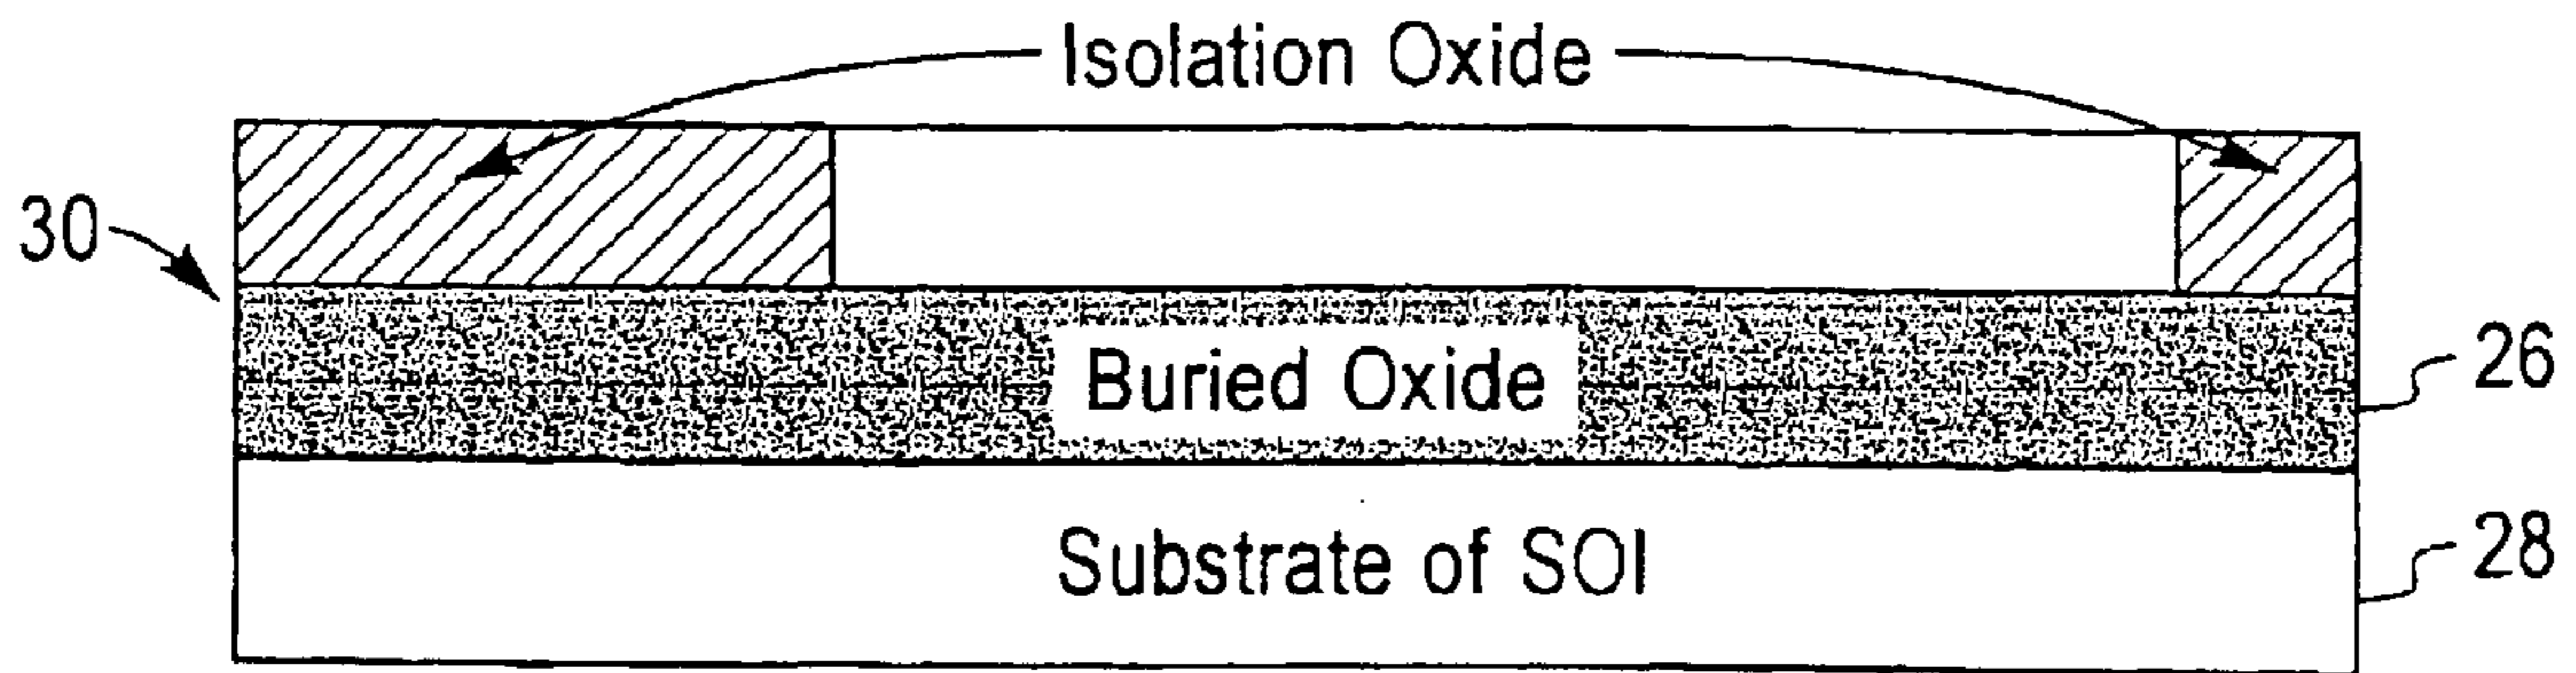 Isolation Oxide
30
Buried Oxide
26
Substrate of SOI
28